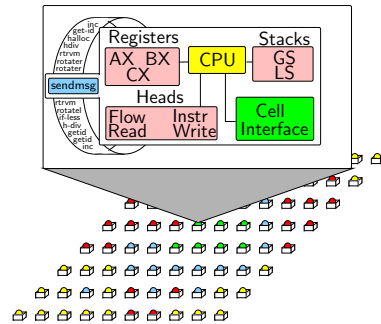 inc
get-id
halloc
hdiv
rtrvm
rotater
rotater
sendmsg
rtrvm
rotatel
if-less
h-div
getid
getid
inc
Registers
AX BX
CX
CPU
Stacks
GS
LS
Heads
Flow Instr
Read Write
Cell
Interface